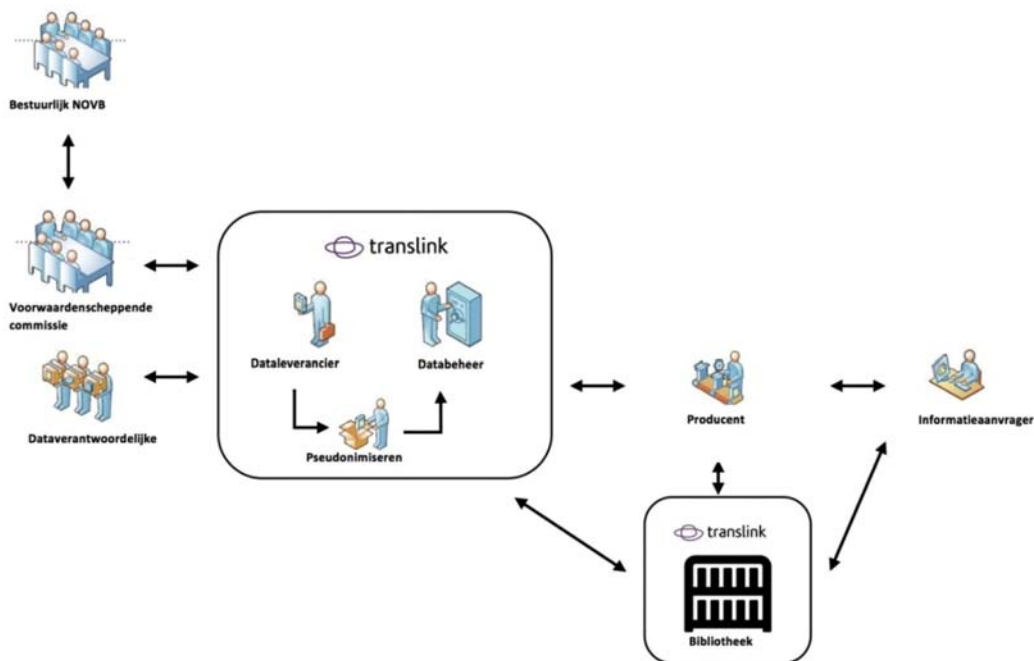 Bestuurlijk NOVB
translink
Voorwaardenscheppende
commissie
Dataleverancier
Databeheer
Dataverantwoordelijke
Pseudonimiseren
Producent
Informatieaanvrager
translink
Bibliotheek